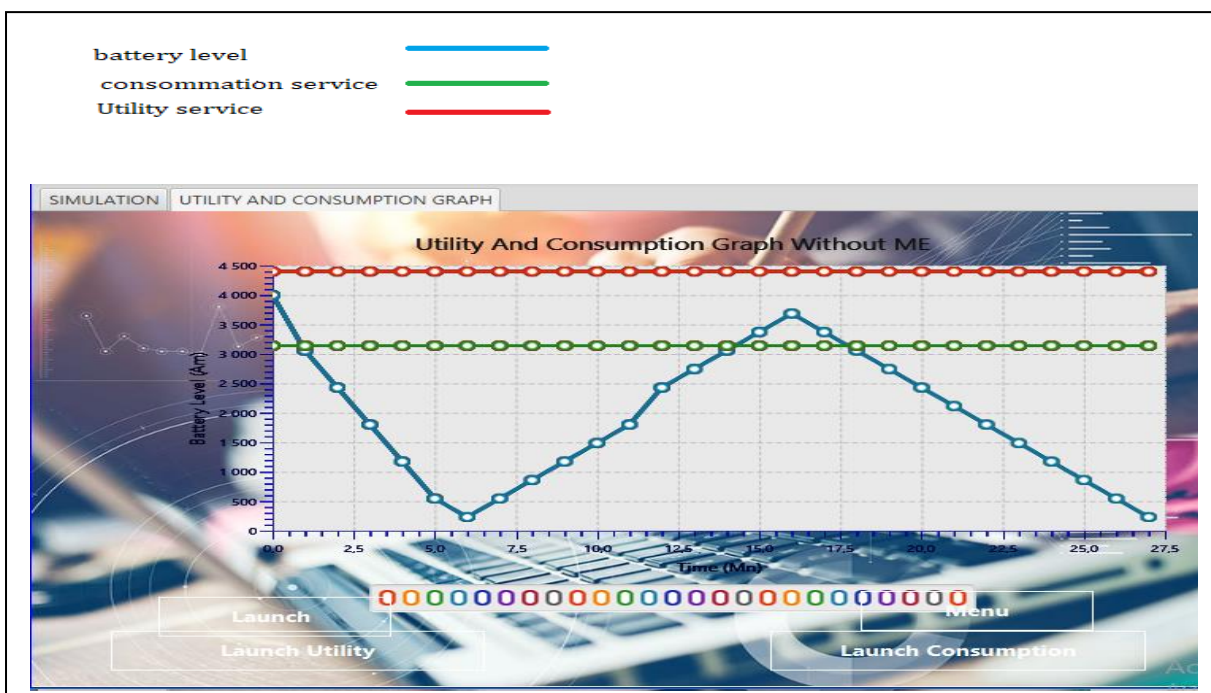 battery level
consommation service
Utility service
SIMULATION UTILITY AND CONSUMPTION GRAPH
Utility And Consumption Graph Without ME
4 500
4 000
3 500
3 000
2 500
2 000
1 500
1 000
500
0
Battery Level (Am)
0,0 2,5 5,0 7,5 10,0 12,5 15,0 17,5 20,0 22,5 25,0 27,5
Time (Mn)
Launch Menu
Launch Utility Launch Consumption